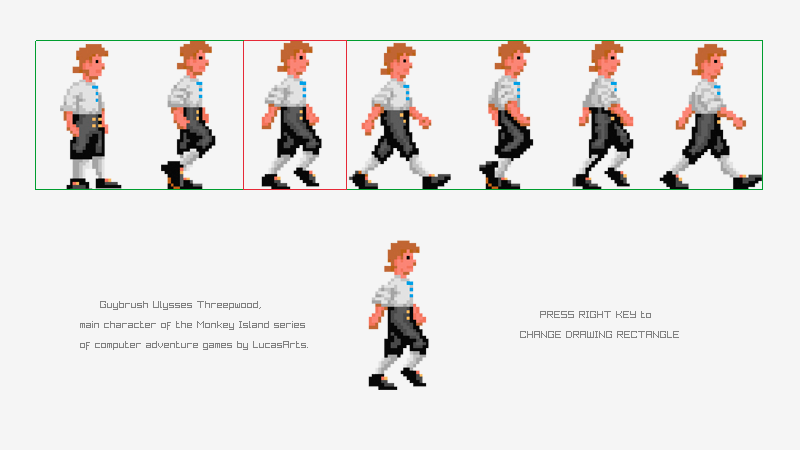 Guybrush Ulysses Threepwood,
main character of the Monkey Island series
of computer adventure games by LucasArts.
PRESS RIGHT KEY to
CHANGE DRAWING RECTANGLE